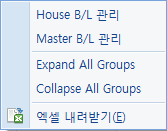 House B/L 관리
Master B/L 관리
Expand All Groups
Collapse All Groups
엑셀 내려받기(E)